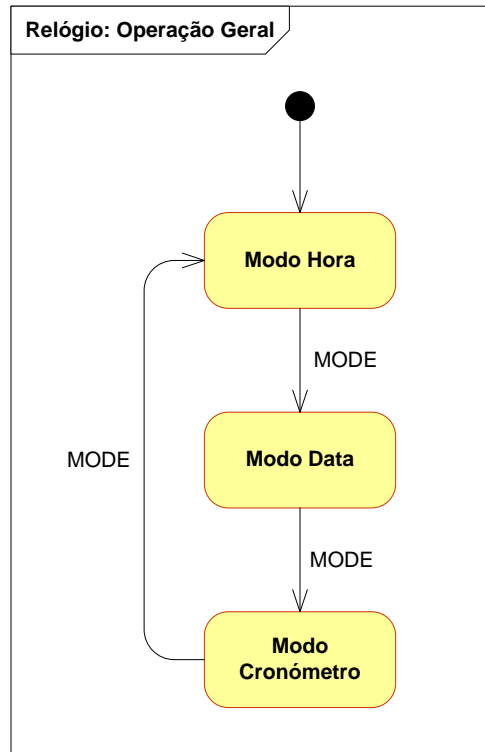 Relógio: Operação Geral
Modo Hora
MODE
Modo Data
MODE
MODE
Modo
Cronómetro